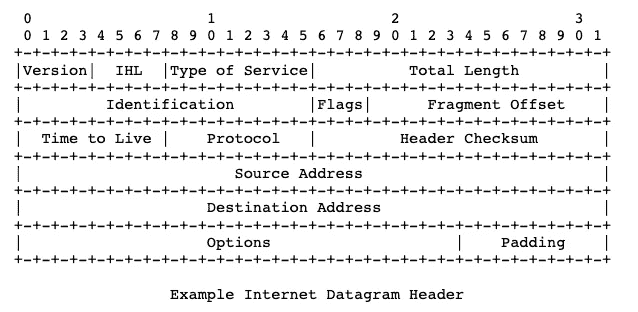 0                   1                   2                   3
 0 1 2 3 4 5 6 7 8 9 0 1 2 3 4 5 6 7 8 9 0 1 2 3 4 5 6 7 8 9 0 1
+-+-+-+-+-+-+-+-+-+-+-+-+-+-+-+-+-+-+-+-+-+-+-+-+-+-+-+-+-+-+-+-+
|Version|  IHL  |Type of Service|          Total Length         |
+-+-+-+-+-+-+-+-+-+-+-+-+-+-+-+-+-+-+-+-+-+-+-+-+-+-+-+-+-+-+-+-+
|         Identification        |Flags|      Fragment Offset    |
+-+-+-+-+-+-+-+-+-+-+-+-+-+-+-+-+-+-+-+-+-+-+-+-+-+-+-+-+-+-+-+-+
|  Time to Live |    Protocol   |         Header Checksum       |
+-+-+-+-+-+-+-+-+-+-+-+-+-+-+-+-+-+-+-+-+-+-+-+-+-+-+-+-+-+-+-+-+
|                       Source Address                          |
+-+-+-+-+-+-+-+-+-+-+-+-+-+-+-+-+-+-+-+-+-+-+-+-+-+-+-+-+-+-+-+-+
|                    Destination Address                        |
+-+-+-+-+-+-+-+-+-+-+-+-+-+-+-+-+-+-+-+-+-+-+-+-+-+-+-+-+-+-+-+-+
|                    Options                    |    Padding    |
+-+-+-+-+-+-+-+-+-+-+-+-+-+-+-+-+-+-+-+-+-+-+-+-+-+-+-+-+-+-+-+-+
                Example Internet Datagram Header